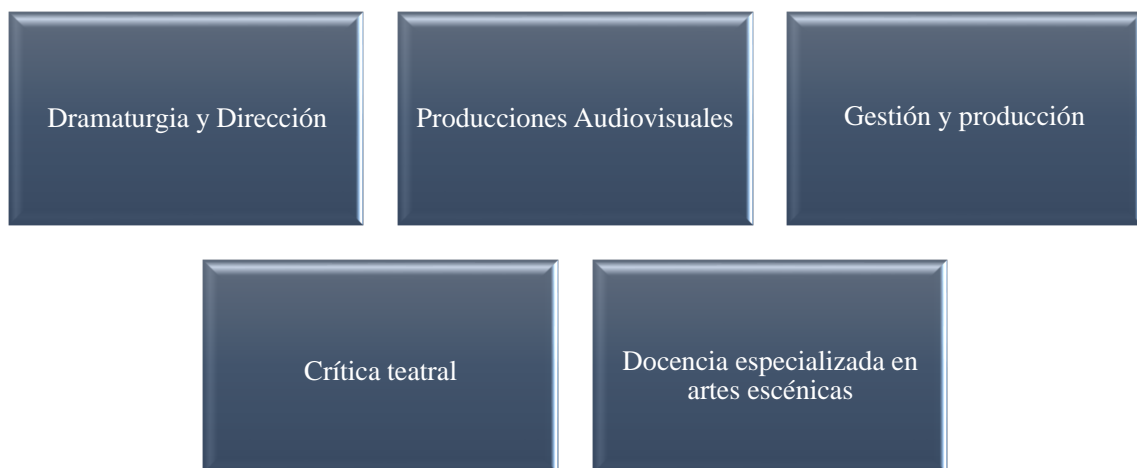 Dramaturgia y Dirección
Producciones Audiovisuales
Gestión y producción
Crítica teatral
Docencia especializada en
artes escénicas